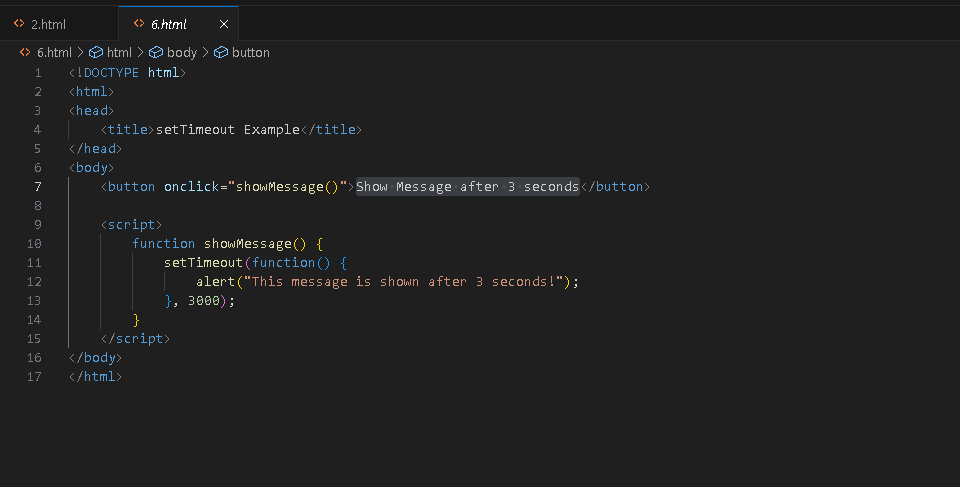 2.html 6.html
6.html > html > body > button
1 <!DOCTYPE html>
2 <html>
3 <head>
4     <title>setTimeout Example</title>
5 </head>
6 <body>
7     <button onclick="showMessage()">Show Message after 3 seconds</button>
8
9     <script>
10         function showMessage() {
11             setTimeout(function() {
12                 alert("This message is shown after 3 seconds!");
13             }, 3000);
14         }
15     </script>
16 </body>
17 </html>